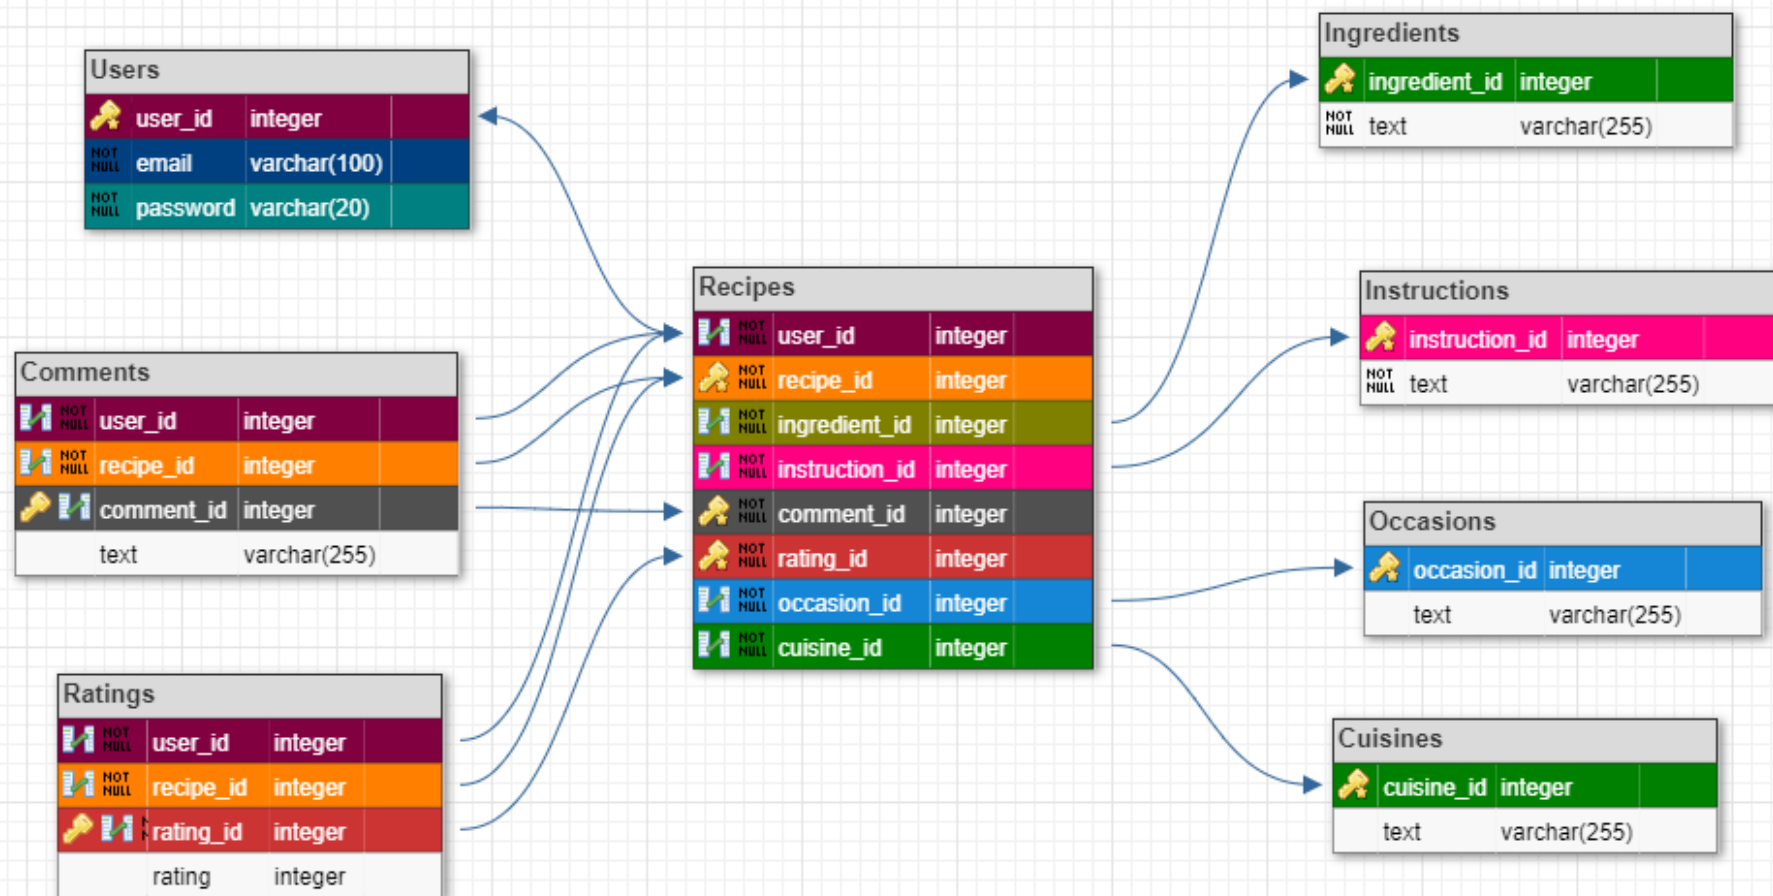 Users
user_id integer
NOT NULL email varchar(100)
NOT NULL password varchar(20)
Comments
NOT NULL user_id integer
NOT NULL recipe_id integer
comment_id integer
text varchar(255)
Ratings
NOT NULL user_id integer
NOT NULL recipe_id integer
rating_id integer
rating integer
Recipes
NOT NULL user_id integer
NOT NULL recipe_id integer
NOT NULL ingredient_id integer
NOT NULL instruction_id integer
NOT NULL comment_id integer
NOT NULL rating_id integer
NOT NULL occasion_id integer
NOT NULL cuisine_id integer
Ingredients
ingredient_id integer
NOT NULL text varchar(255)
Instructions
instruction_id integer
NOT NULL text varchar(255)
Occasions
occasion_id integer
text varchar(255)
Cuisines
cuisine_id integer
text varchar(255)